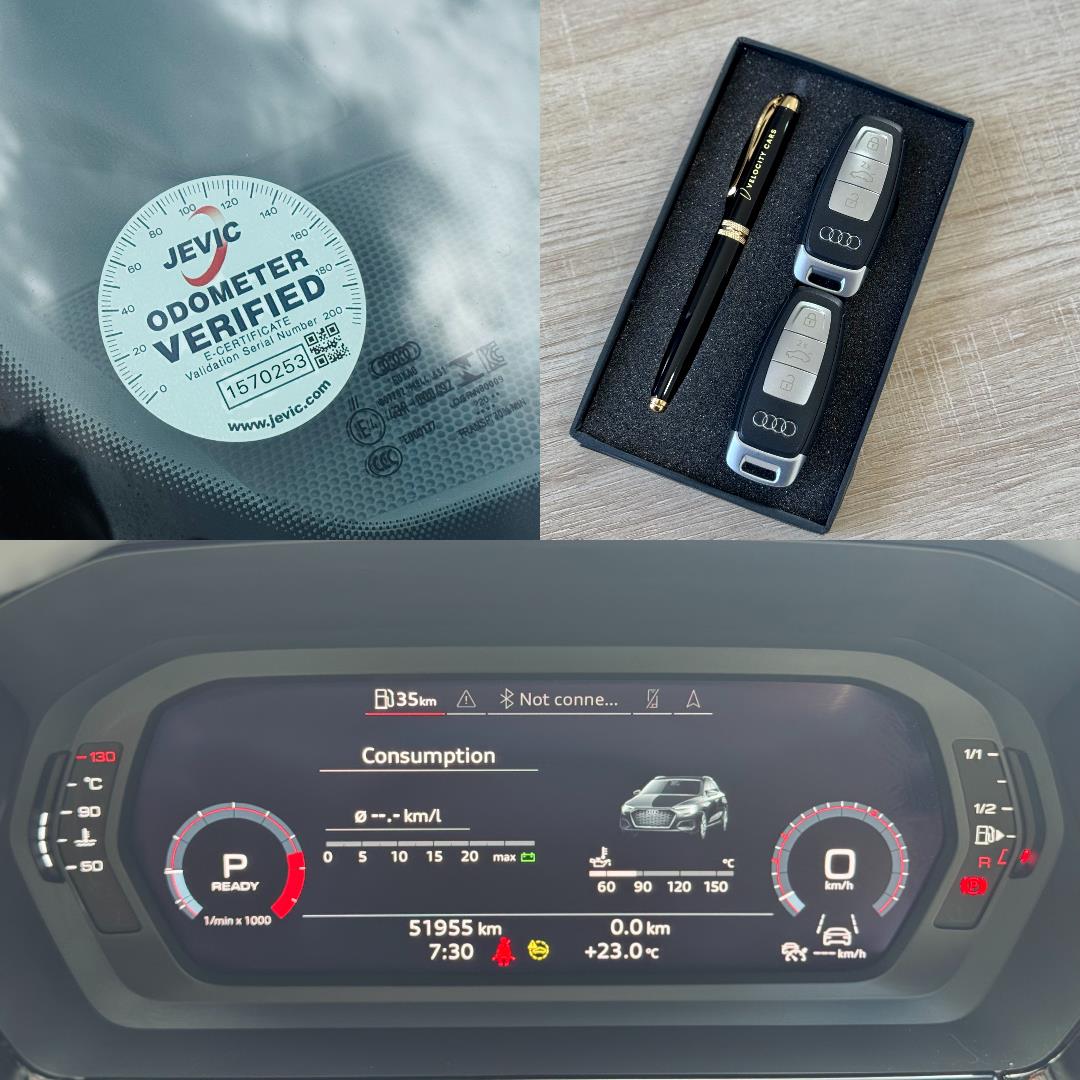 80
100
120
140
60
160
JEVIC
40
180
ODOMETER
VERIFIED
20
200
E-CERTIFICATE
Validation Serial Number
0
1570253
www.jevic.com
VELOCITY CARS
2x
2x
35km
Not conne...
130
°C
90
50
Consumption
ø --.- km/l
0 5 10 15 20 max
°C
60 90 120 150
P
READY
1/min x 1000
0
km/h
1/1
1/2
R
51955 km
0.0 km
7:30
+23.0 °C
--- km/h